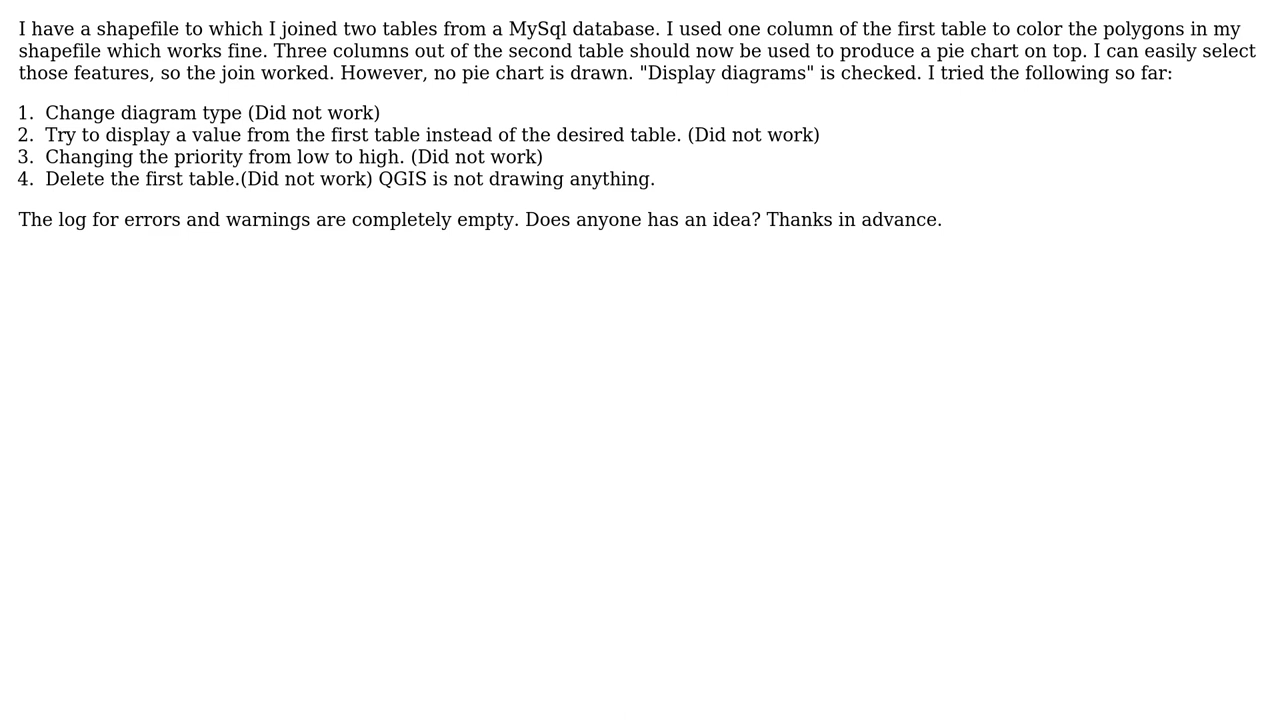 I have a shapefile to which I joined two tables from a MySql database. I used one column of the first table to color the polygons in my
shapefile which works fine. Three columns out of the second table should now be used to produce a pie chart on top. I can easily select
those features, so the join worked. However, no pie chart is drawn. "Display diagrams" is checked. I tried the following so far:
1. Change diagram type (Did not work)
2. Try to display a value from the first table instead of the desired table. (Did not work)
3. Changing the priority from low to high. (Did not work)
4. Delete the first table.(Did not work) QGIS is not drawing anything.
The log for errors and warnings are completely empty. Does anyone has an idea? Thanks in advance.